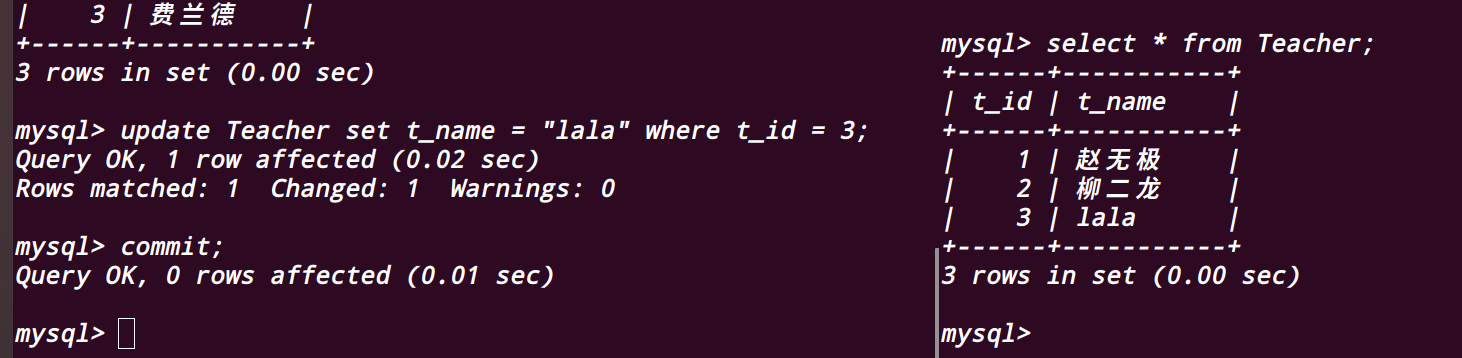 |    3 | 费兰德    |
+------+-----------+
3 rows in set (0.00 sec)
mysql> update Teacher set t_name = "lala" where t_id = 3;
Query OK, 1 row affected (0.02 sec)
Rows matched: 1  Changed: 1  Warnings: 0
mysql> commit;
Query OK, 0 rows affected (0.01 sec)
mysql>
mysql> select * from Teacher;
+------+-----------+
| t_id | t_name    |
+------+-----------+
|    1 | 赵无极    |
|    2 | 柳二龙    |
|    3 | lala      |
+------+-----------+
3 rows in set (0.00 sec)
mysql>